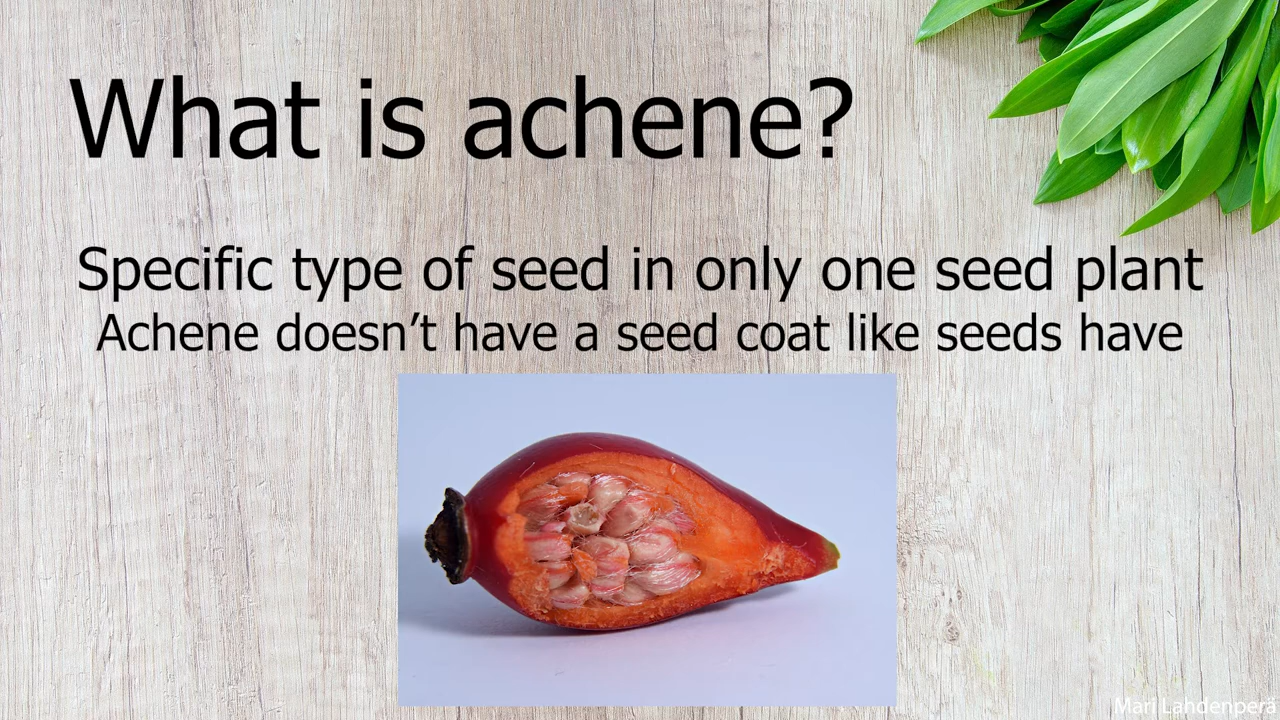 What is achene?
Specific type of seed in only one seed plant
Achene doesn’t have a seed coat like seeds have
Mari Lahdenperä